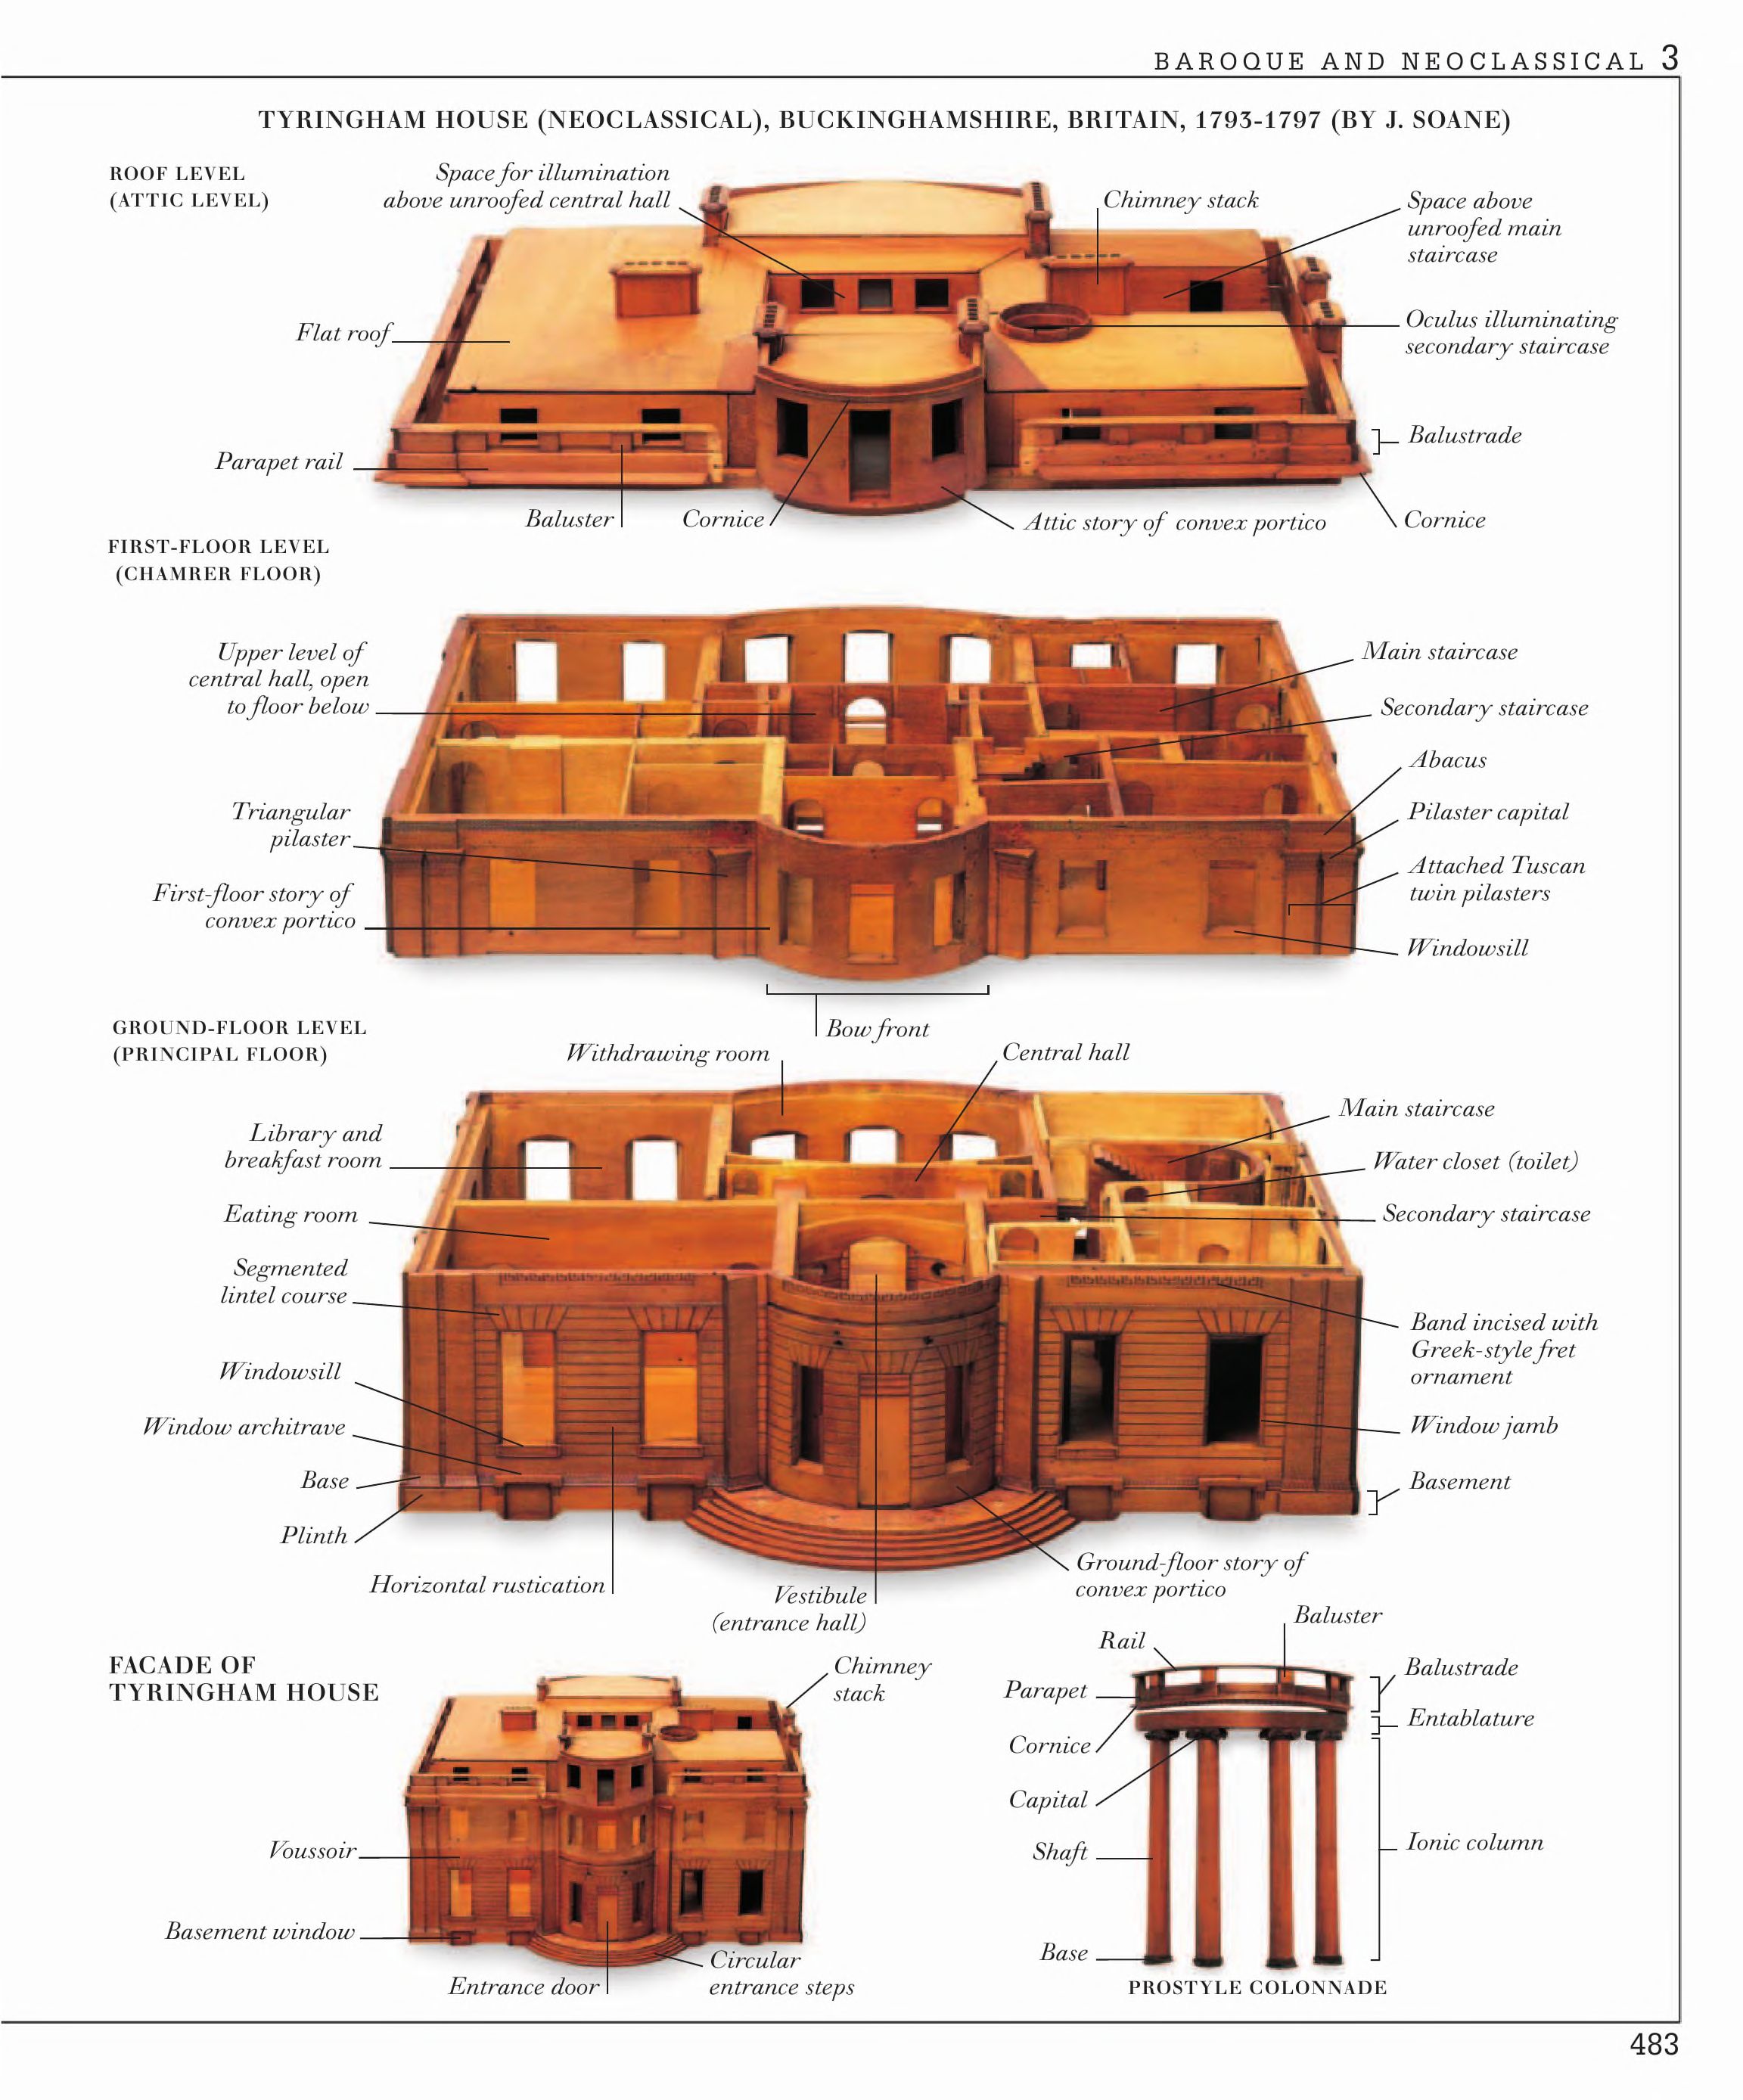 BAROQUE AND NEOCLASSICAL 3
TYRINGHAM HOUSE (NEOCLASSICAL), BUCKINGHAMSHIRE, BRITAIN, 1793-1797 (BY J. SOANE)
ROOF LEVEL
(ATTIC LEVEL)
Space for illumination
above unroofed central hall
Chimney stack
Space above
unroofed main
staircase
Flat roof
Oculus illuminating
secondary staircase
Parapet rail
Balustrade
Baluster
Cornice
Attic story of convex portico
Cornice
FIRST-FLOOR LEVEL
(CHAMRER FLOOR)
Upper level of
central hall, open
to floor below
Main staircase
Secondary staircase
Abacus
Triangular
pilaster
Pilaster capital
Attached Tuscan
twin pilasters
First-floor story of
convex portico
Windowsill
Bow front
GROUND-FLOOR LEVEL
(PRINCIPAL FLOOR)
Withdrawing room
Central hall
Library and
breakfast room
Main staircase
Water closet (toilet)
Eating room
Secondary staircase
Segmented
lintel course
Band incised with
Greek-style fret
ornament
Windowsill
Window architrave
Window jamb
Base
Basement
Plinth
Horizontal rustication
Vestibule
(entrance hall)
Ground-floor story of
convex portico
FACADE OF
TYRINGHAM HOUSE
Chimney
stack
Voussoir
Basement window
Entrance door
Circular
entrance steps
Baluster
Rail
Balustrade
Parapet
Entablature
Cornice
Capital
Shaft
Ionic column
Base
PROSTYLE COLONNADE
483